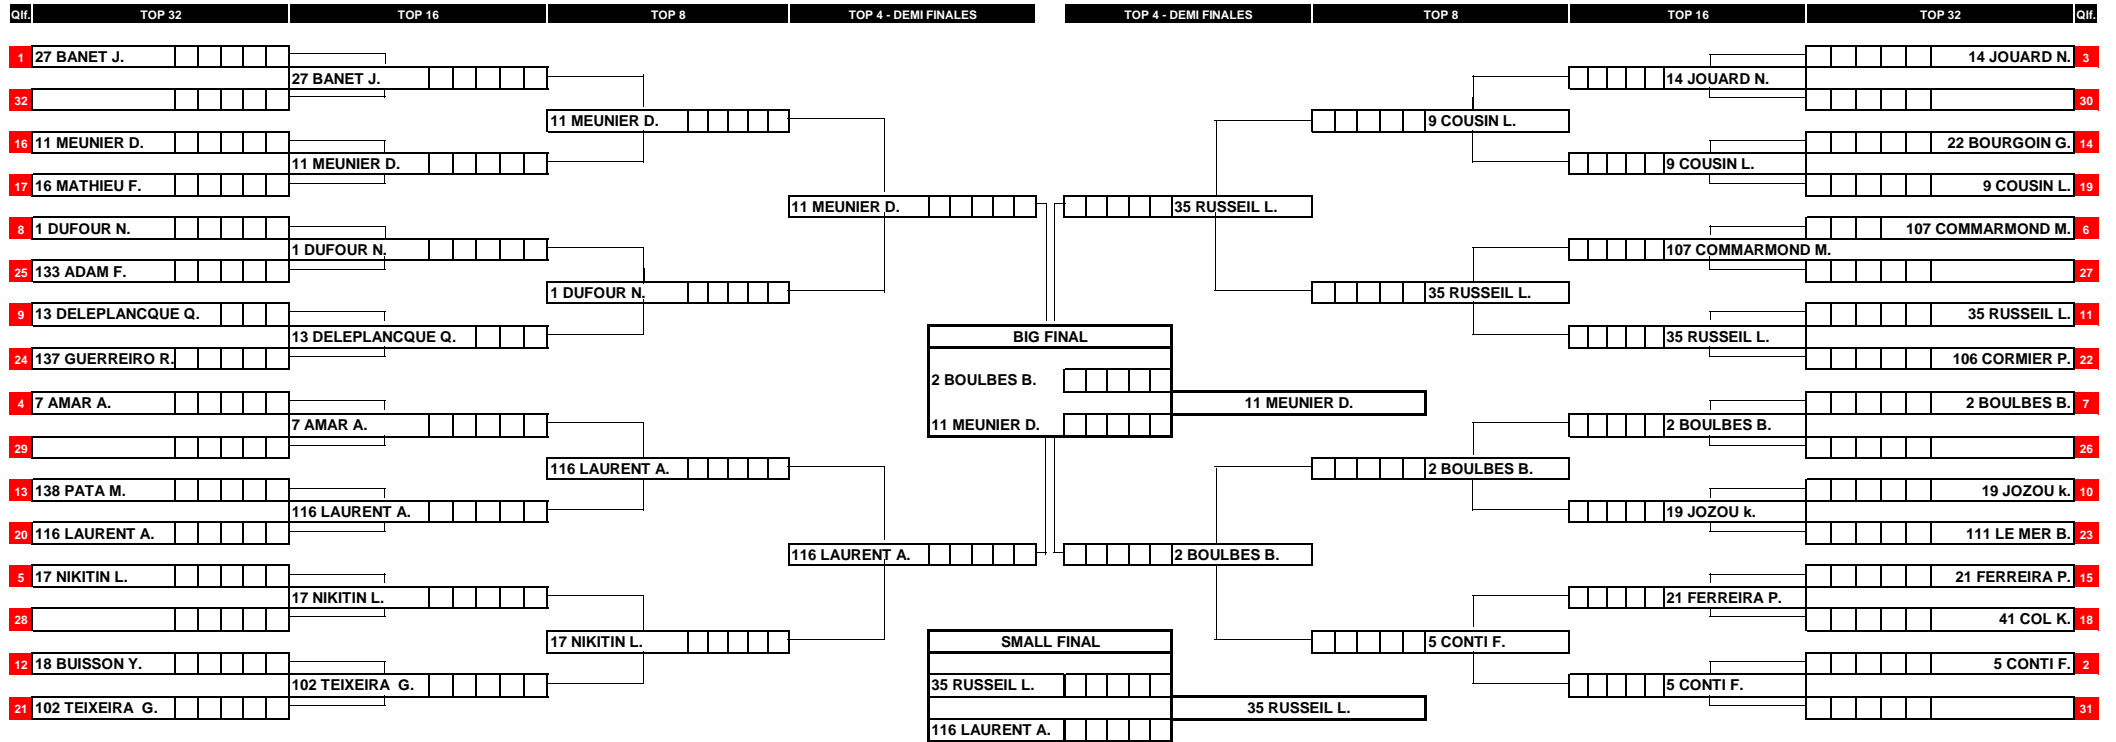 Qlf. TOP 32 TOP 16 TOP 8 TOP 4 - DEMI FINALES TOP 4 - DEMI FINALES TOP 8 TOP 16 TOP 32 Qlf.
1 27 BANET J. 14 JOUARD N. 3
27 BANET J. 14 JOUARD N.
32 30
11 MEUNIER D. 9 COUSIN L.
16 11 MEUNIER D. 22 BOURGOIN G. 14
11 MEUNIER D. 9 COUSIN L.
17 16 MATHIEU F. 9 COUSIN L. 19
11 MEUNIER D. 35 RUSSEIL L.
8 1 DUFOUR N. 107 COMMARMOND M. 6
1 DUFOUR N. 107 COMMARMOND M.
25 133 ADAM F. 27
1 DUFOUR N. 35 RUSSEIL L.
9 13 DELEPLANCQUE Q. 35 RUSSEIL L. 11
13 DELEPLANCQUE Q. BIG FINAL 35 RUSSEIL L.
24 137 GUERREIRO R. 106 CORMIER P. 22
2 BOULBES B.
4 7 AMAR A. 11 MEUNIER D. 2 BOULBES B. 7
7 AMAR A. 11 MEUNIER D. 2 BOULBES B.
29 26
116 LAURENT A. 2 BOULBES B.
13 138 PATA M. 19 JOZOU k. 10
116 LAURENT A. 19 JOZOU k.
20 116 LAURENT A. 111 LE MER B. 23
116 LAURENT A. 2 BOULBES B.
5 17 NIKITIN L. 21 FERREIRA P. 15
17 NIKITIN L. 21 FERREIRA P.
28 41 COL K. 18
17 NIKITIN L. SMALL FINAL 5 CONTI F.
12 18 BUISSON Y. 5 CONTI F. 2
102 TEIXEIRA  G. 35 RUSSEIL L. 5 CONTI F.
21 102 TEIXEIRA  G. 35 RUSSEIL L. 31
116 LAURENT A.